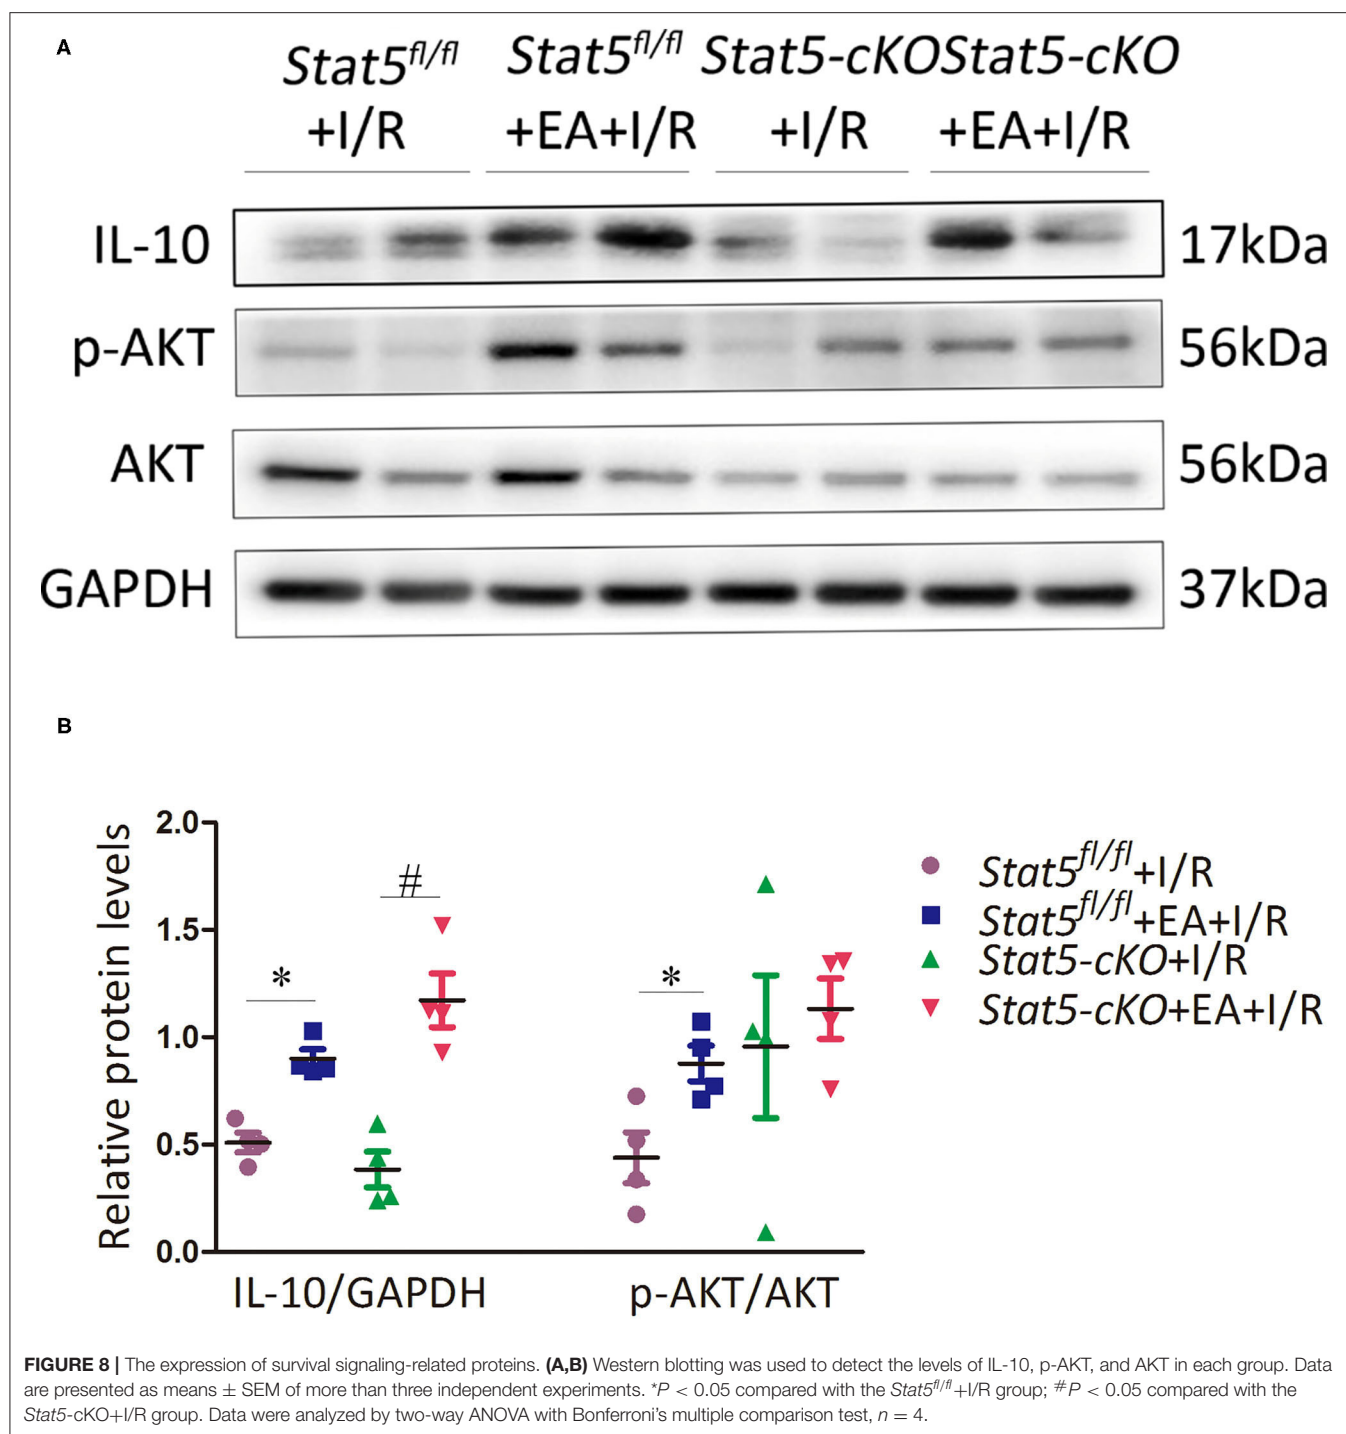 A
Stat5fl/fl Stat5fl/fl Stat5-cKOStat5-cKO
+I/R +EA+I/R +I/R +EA+I/R
IL-10 17kDa
p-AKT 56kDa
AKT 56kDa
GAPDH 37kDa
B
Relative protein levels
2.0
1.5
1.0
0.5
0.0
* # *
IL-10/GAPDH p-AKT/AKT
Stat5fl/fl+I/R
Stat5fl/fl+EA+I/R
Stat5-cKO+I/R
Stat5-cKO+EA+I/R
FIGURE 8 | The expression of survival signaling-related proteins. (A,B) Western blotting was used to detect the levels of IL-10, p-AKT, and AKT in each group. Data
are presented as means ± SEM of more than three independent experiments. *P < 0.05 compared with the Stat5fl/fl+I/R group; #P < 0.05 compared with the
Stat5-cKO+I/R group. Data were analyzed by two-way ANOVA with Bonferroni's multiple comparison test, n = 4.